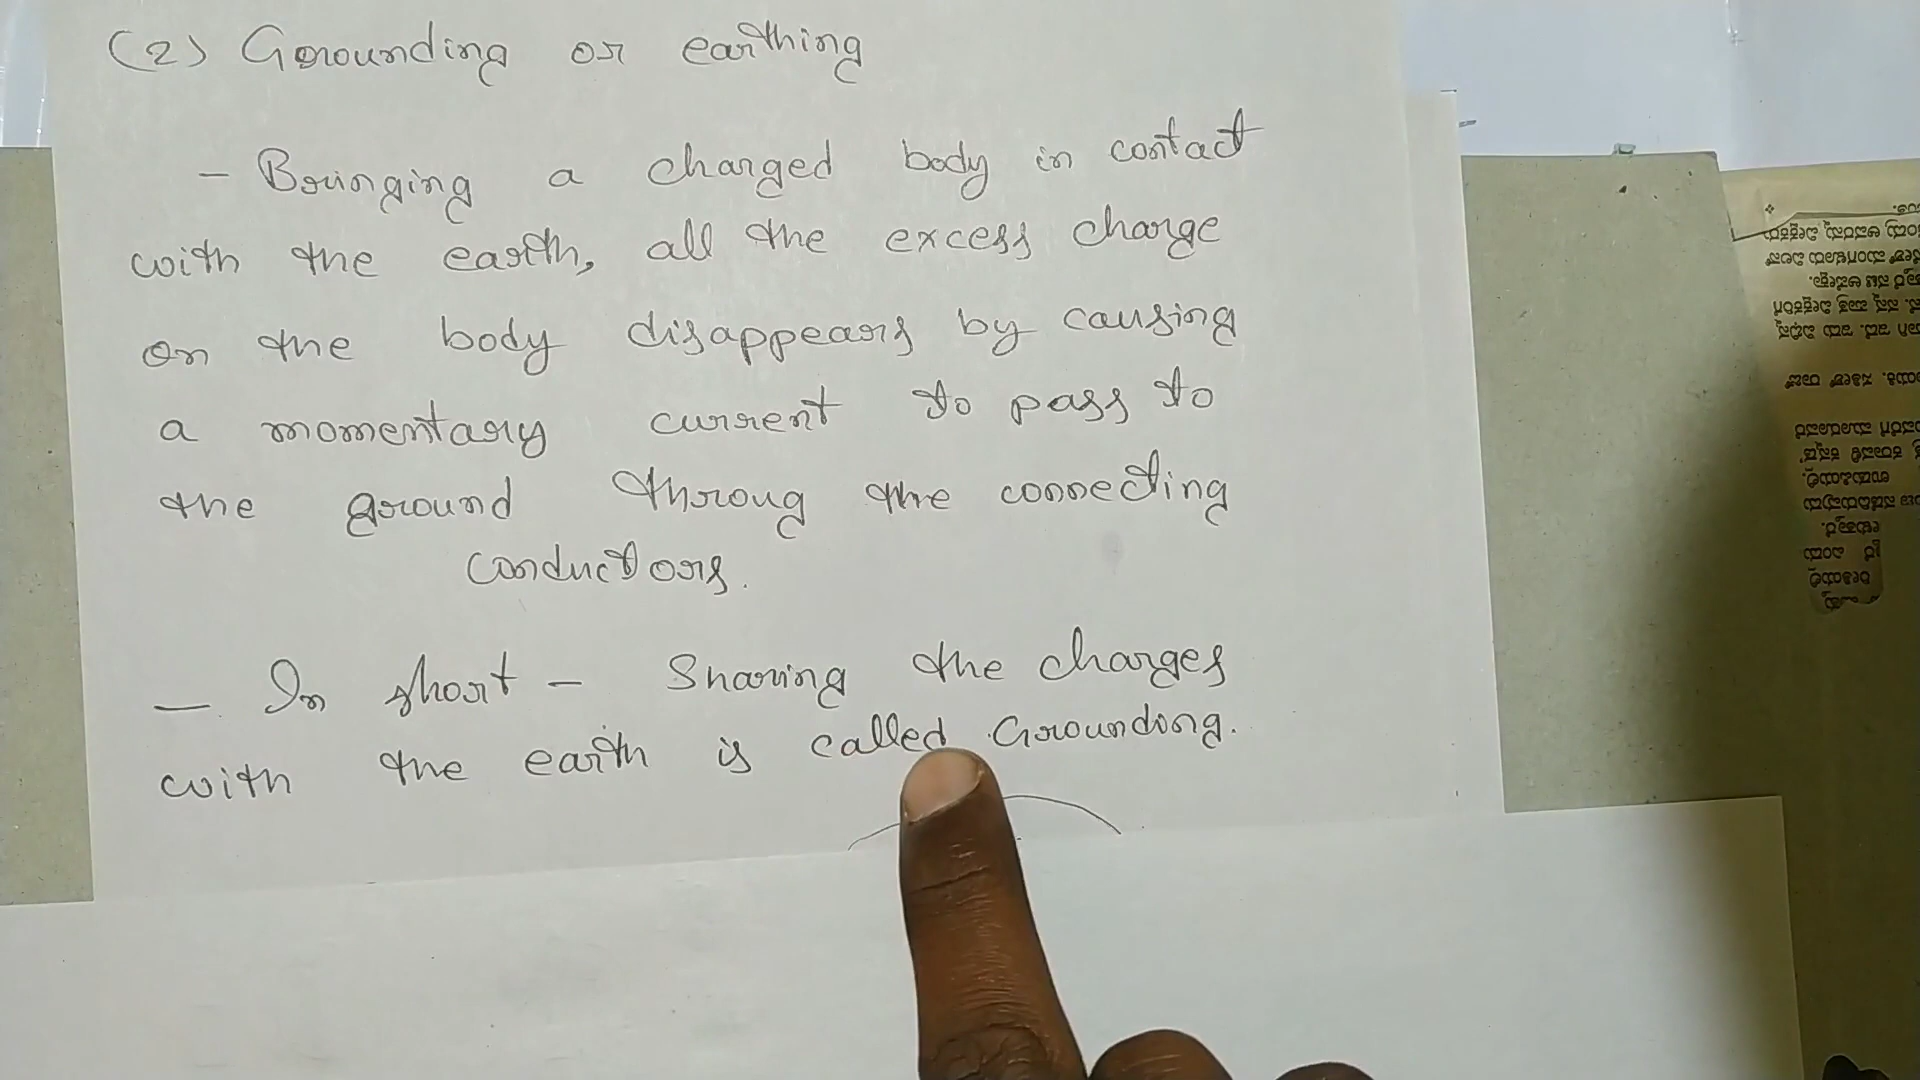 (2) Grounding or earthing
- Bringing a charged body in contact
with the earth, all the excess charge
on the body disappears by causing
a momentary current to pass to
the ground throug the connecting
conductors.
- In short - Sharing the charges
with the earth is called Grounding.